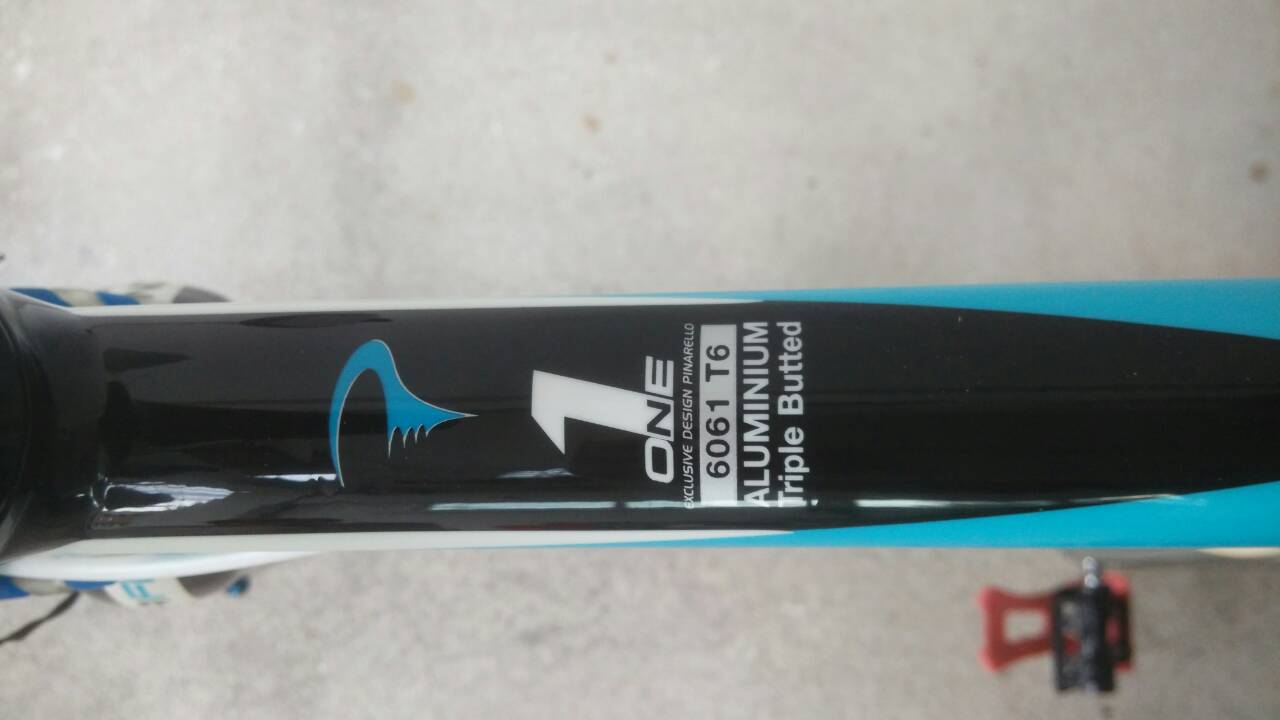 1
ONE
EXCLUSIVE DESIGN PINARELLO
6061 T6
ALUMINIUM
Triple Butted